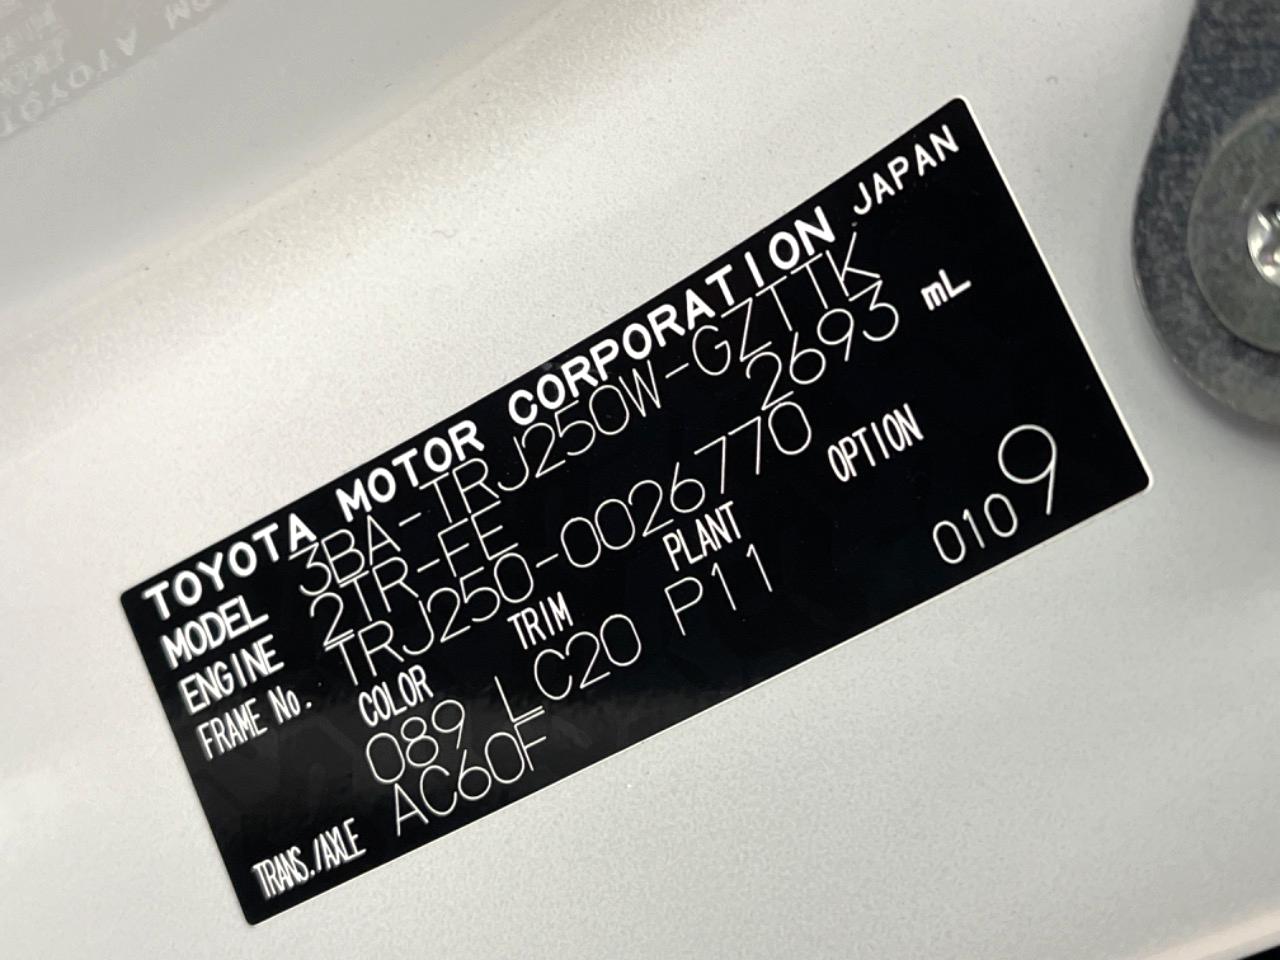 TOYOTA MOTOR CORPORATION JAPAN
MODEL 3BA-TRJ250W-GZTTK
ENGINE 2TR-FE 2693 mL
FRAME No. TRJ250-0026770
COLOR TRIM PLANT OPTION
089 LC20 P11 0109
TRANS./AXLE AC60F